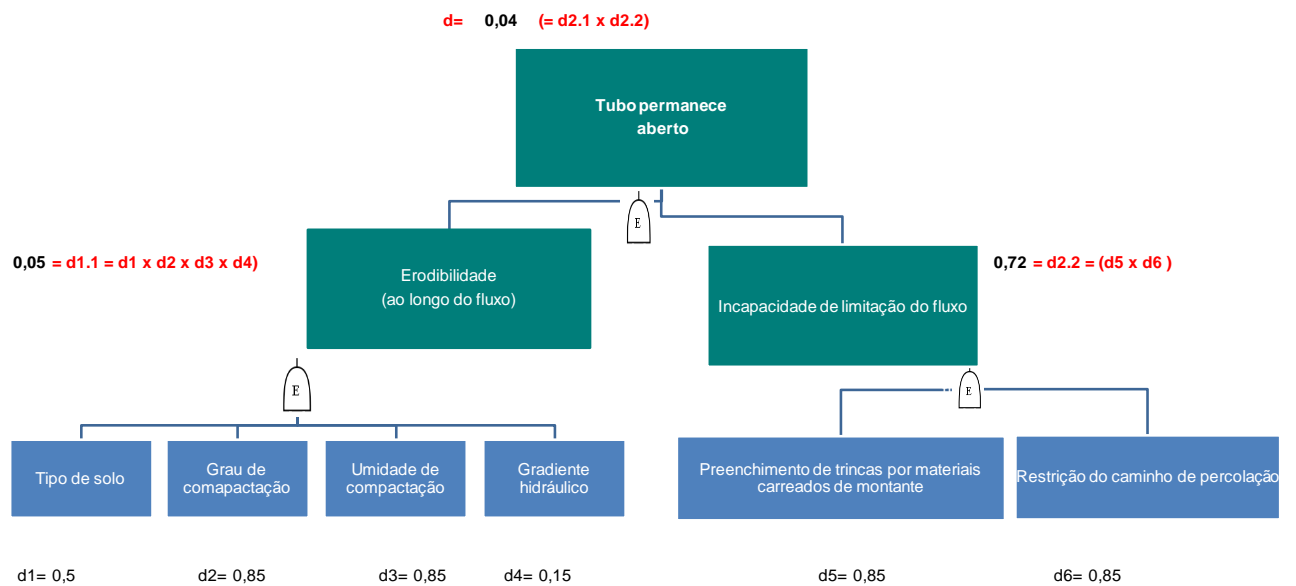 d= 0,04 (= d2.1 x d2.2)
Tubo permanece
aberto
E
0,05 = d1.1 = d1 x d2 x d3 x d4)
Erodibilidade
(ao longo do fluxo)
Incapacidade de limitação do fluxo
0,72 = d2.2 = (d5 x d6 )
E
E
Tipo de solo
Grau de
comapactação
Umidade de
compactação
Gradiente
hidráulico
Preenchimento de trincas por materiais
carreados de montante
Restrição do caminho de percolação
d1= 0,5
d2= 0,85
d3= 0,85
d4= 0,15
d5= 0,85
d6= 0,85